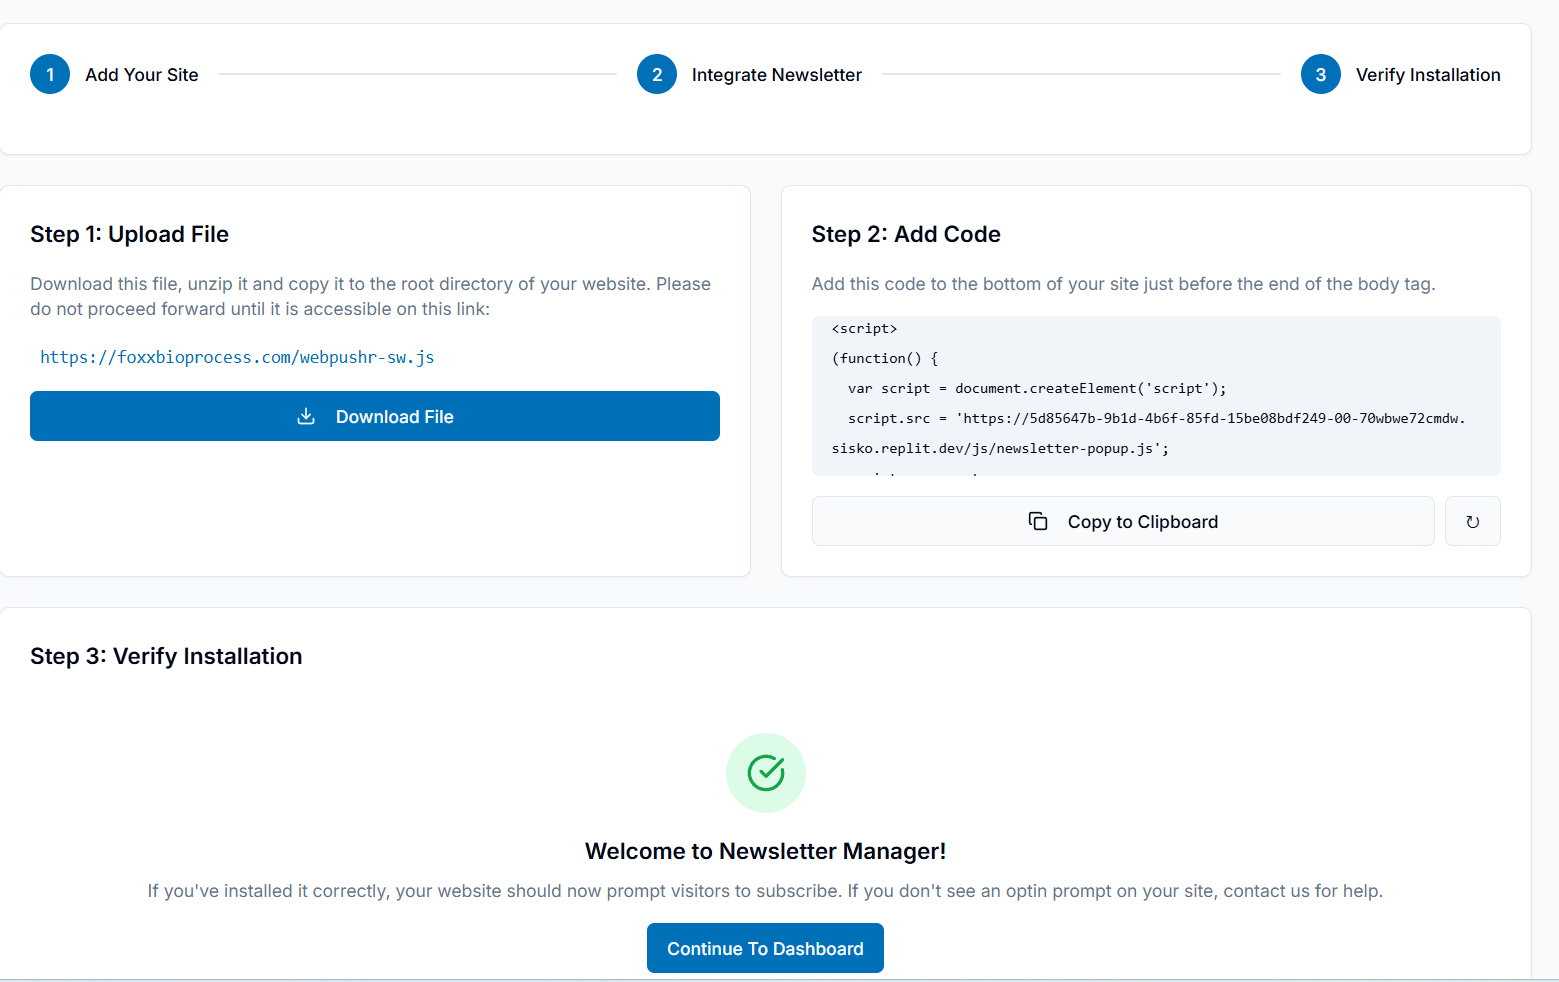 1 Add Your Site
2 Integrate Newsletter
3 Verify Installation
Step 1: Upload File
Download this file, unzip it and copy it to the root directory of your website. Please
do not proceed forward until it is accessible on this link:
https://foxxbioprocess.com/webpushr-sw.js
Download File
Step 2: Add Code
Add this code to the bottom of your site just before the end of the body tag.
<script>
(function() {
var script = document.createElement('script');
script.src = 'https://5d85647b-9b1d-4b6f-85fd-15be08bdf249-00-70wbwe72cmdw.
sisko.replit.dev/js/newsletter-popup.js';
Copy to Clipboard
↻
Step 3: Verify Installation
Welcome to Newsletter Manager!
If you've installed it correctly, your website should now prompt visitors to subscribe. If you don't see an optin prompt on your site, contact us for help.
Continue To Dashboard